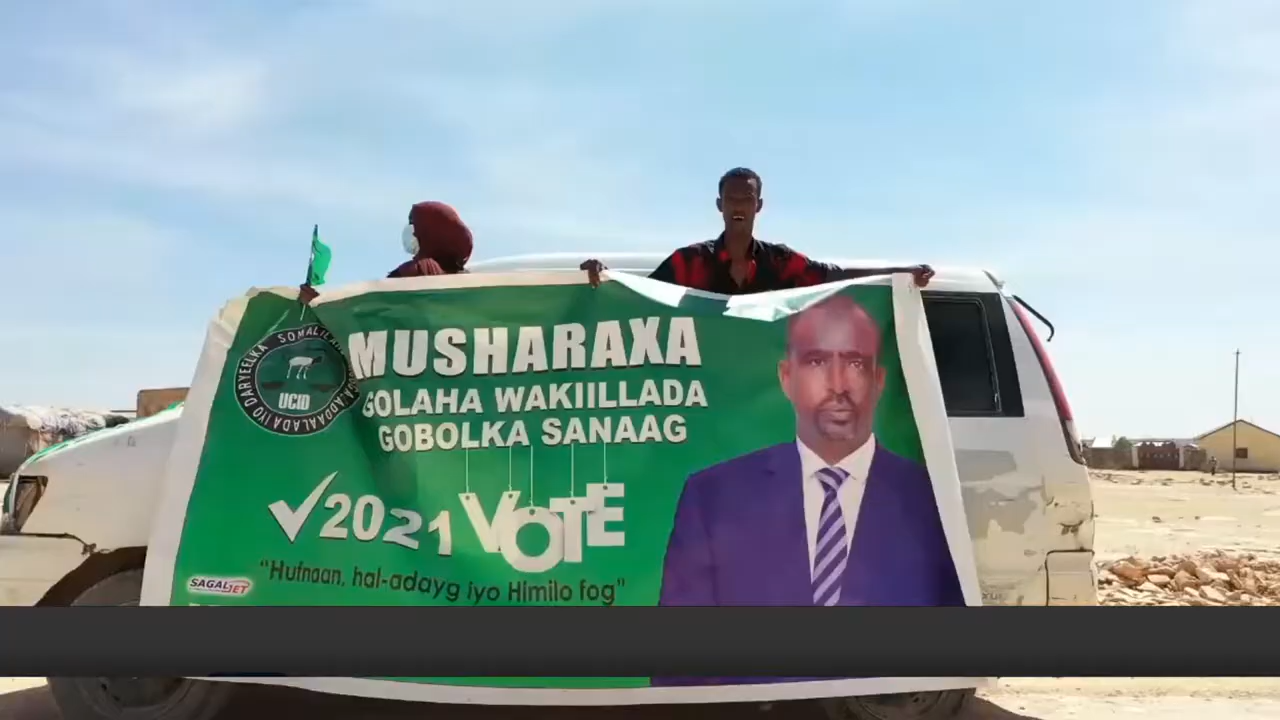 MUSHARAXA
GOLAHA WAKIILLADA
GOBOLKA SANAAG
2021 VOTE
"Hufnaan, hal-adayg iyo Himilo fog"
UCID
SAGALJET